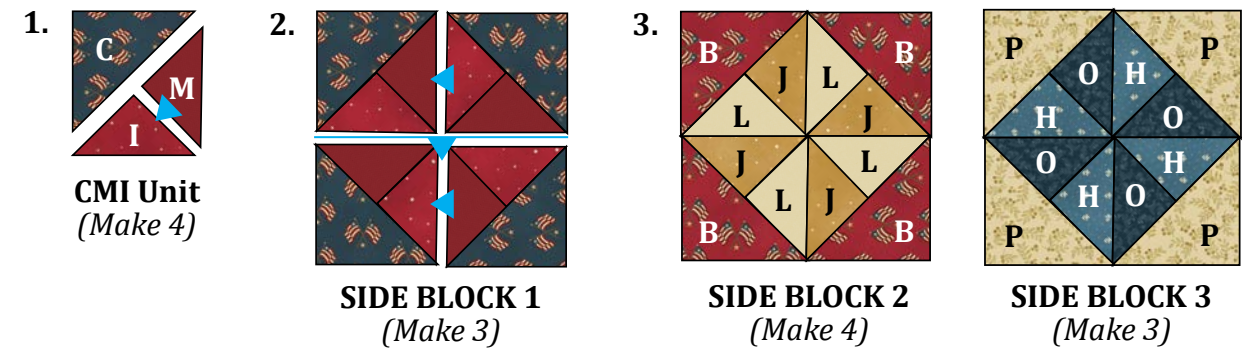 1.
C
M
I
CMI Unit
(Make 4)
2.
SIDE BLOCK 1
(Make 3)
3.
B B
J L
L J
J L
L J
B B
SIDE BLOCK 2
(Make 4)
P P
O H
H O
O H
H O
P P
SIDE BLOCK 3
(Make 3)